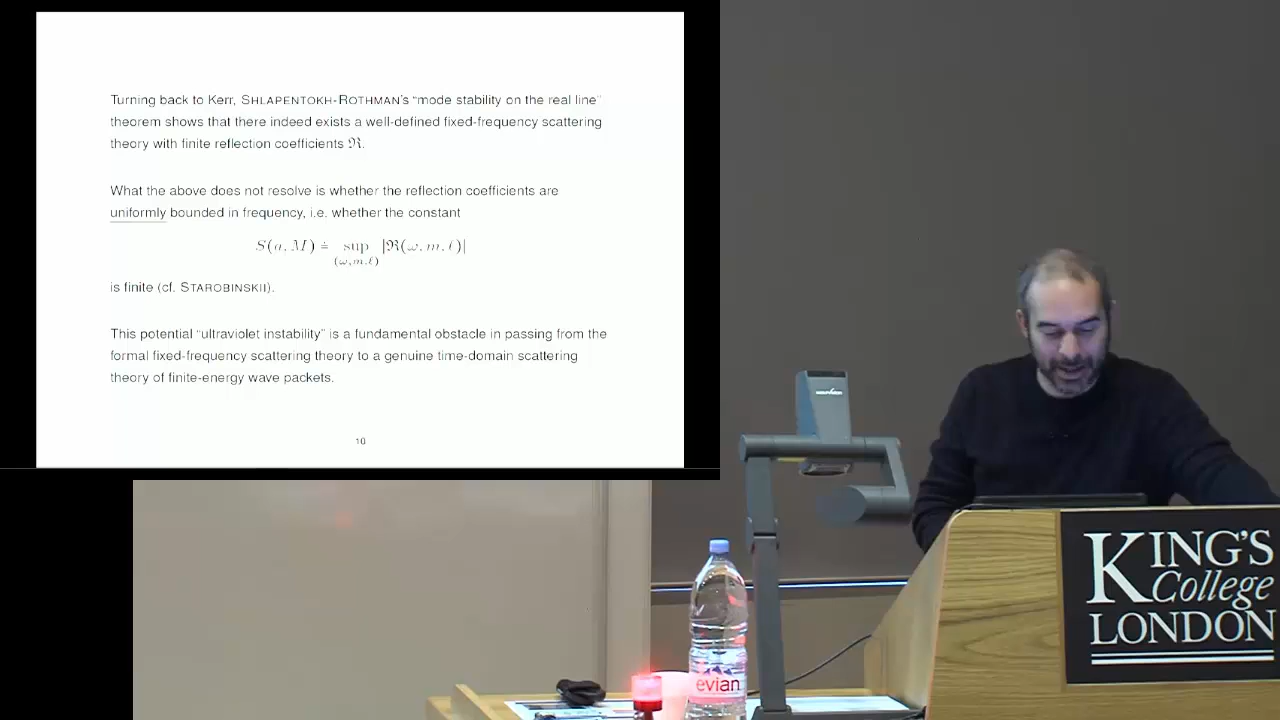 Turning back to Kerr, SHLAPENTOKH-ROTHMAN's "mode stability on the real line"
theorem shows that there indeed exists a well-defined fixed-frequency scattering
theory with finite reflection coefficients ℜ.
What the above does not resolve is whether the reflection coefficients are
uniformly bounded in frequency, i.e. whether the constant
S(a, M) ≐ sup |ℜ(ω, m, ℓ)|
(ω,m,ℓ)
is finite (cf. STAROBINSKII).
This potential "ultraviolet instability" is a fundamental obstacle in passing from the
formal fixed-frequency scattering theory to a genuine time-domain scattering
theory of finite-energy wave packets.
10
KING'S
College
LONDON
evian